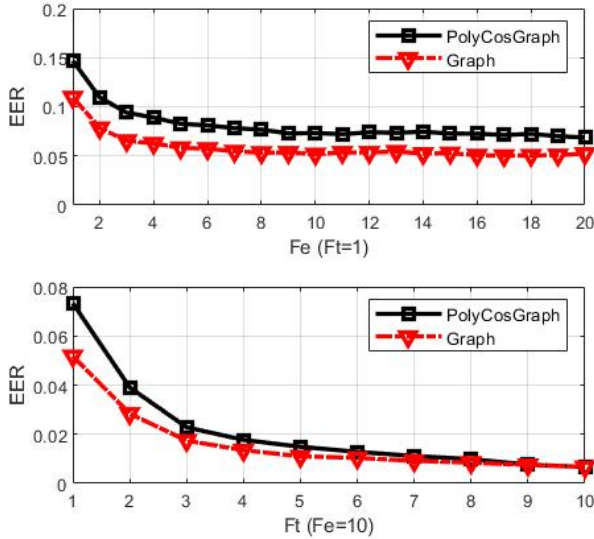 0.2
0.15
0.1
0.05
0
EER
PolyCosGraph
Graph
2 4 6 8 10 12 14 16 18 20
Fe (Ft=1)
0.08
0.06
0.04
0.02
0
EER
PolyCosGraph
Graph
1 2 3 4 5 6 7 8 9 10
Ft (Fe=10)